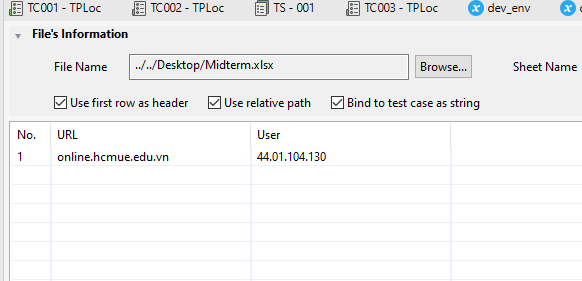 TC001 - TPLoc TC002 - TPLoc TS - 001 TC003 - TPLoc dev_env
File's Information
File Name ../../Desktop/Midterm.xlsx Browse... Sheet Name
Use first row as header Use relative path Bind to test case as string
No. URL User
1 online.hcmue.edu.vn 44.01.104.130